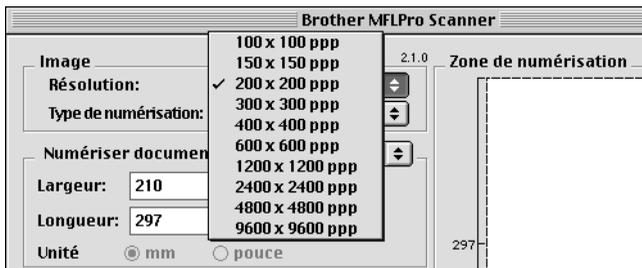 Brother MFLPro Scanner
Image
2.1.0
Résolution:
Type de numérisation:
100 x 100 ppp
150 x 150 ppp
✓ 200 x 200 ppp
300 x 300 ppp
400 x 400 ppp
600 x 600 ppp
1200 x 1200 ppp
2400 x 2400 ppp
4800 x 4800 ppp
9600 x 9600 ppp
Numériser documen
Largeur: 210
Longueur: 297
Unité mm pouce
Zone de numérisation
297